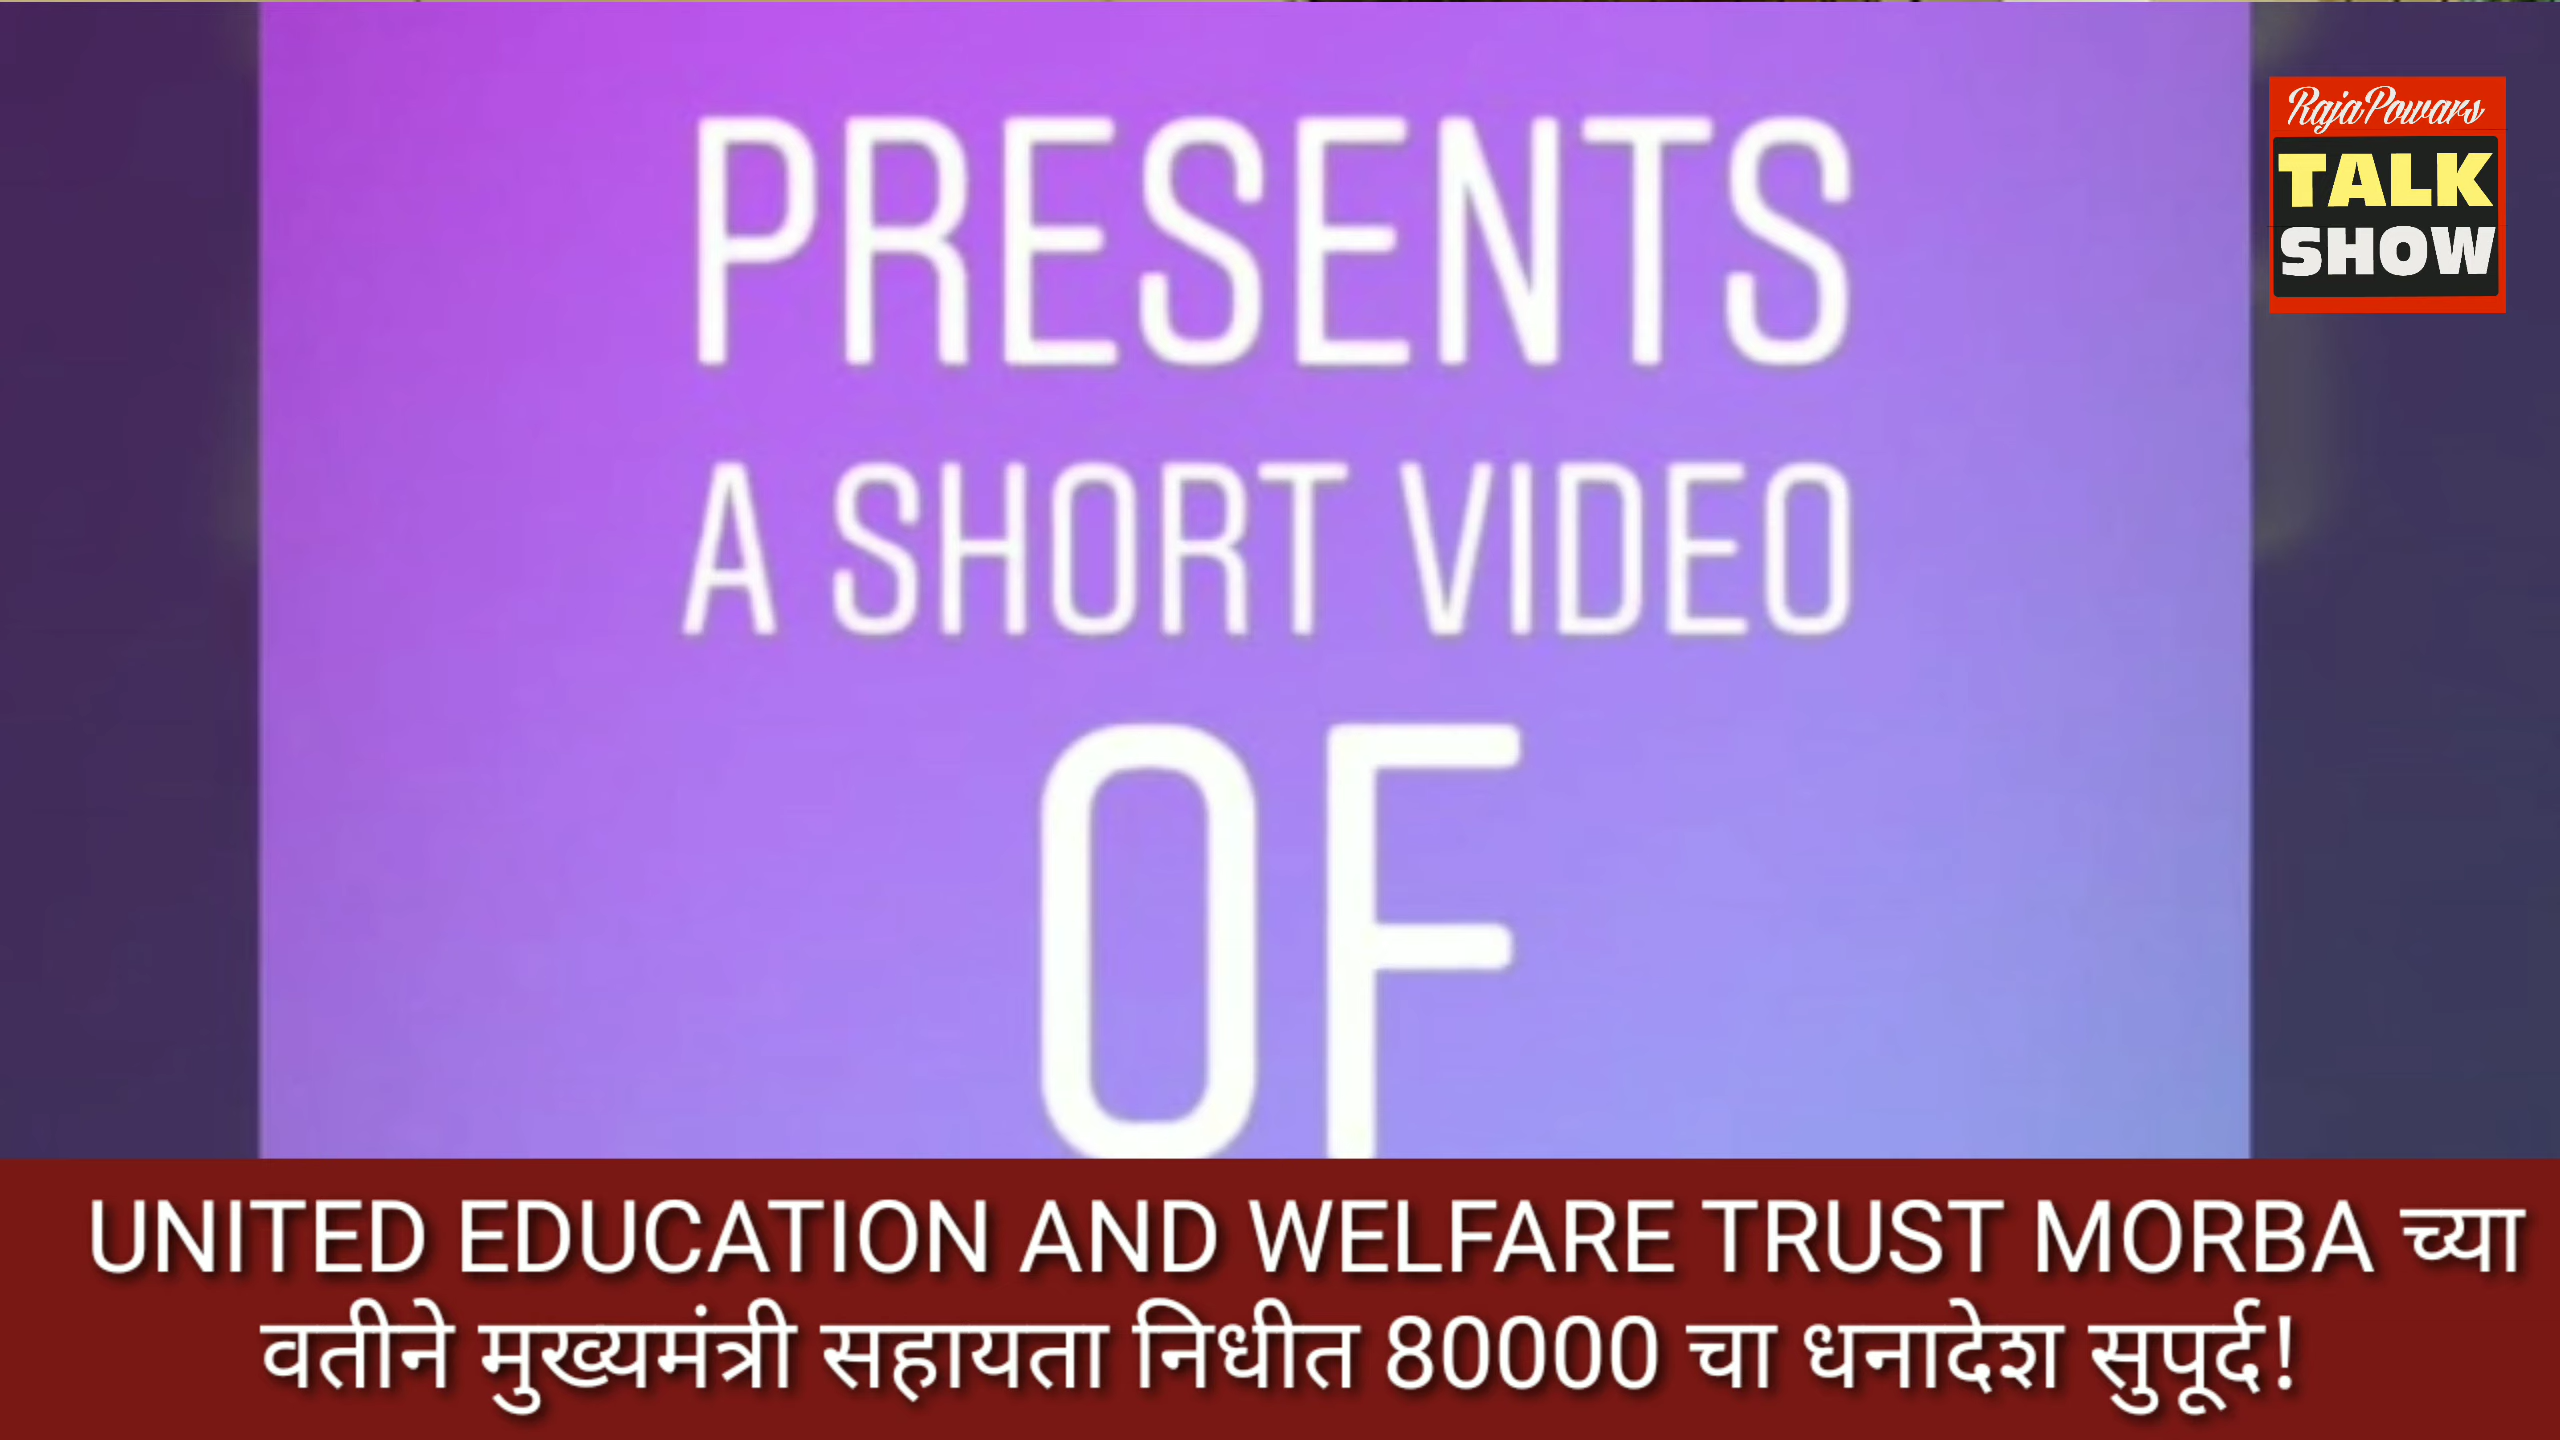 PRESENTS
A SHORT VIDEO
OF
RajaPowars
TALK
SHOW
UNITED EDUCATION AND WELFARE TRUST MORBA च्या
वतीने मुख्यमंत्री सहायता निधीत 80000 चा धनादेश सुपूर्द!